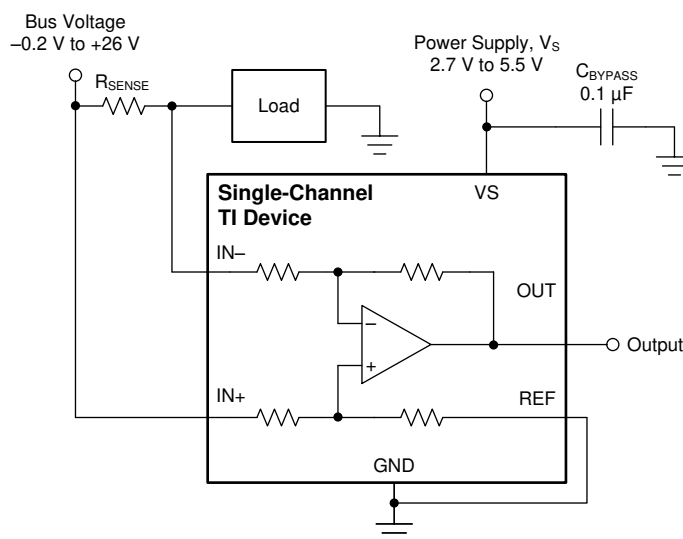 Bus Voltage
–0.2 V to +26 V
Power Supply, VS
2.7 V to 5.5 V
CBYPASS
0.1 µF
RSENSE
Load
Single-Channel
TI Device
VS
IN–
OUT
–
Output
+
IN+
REF
GND